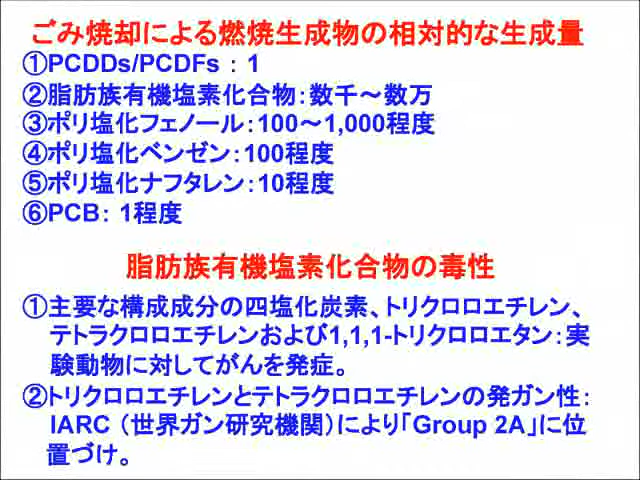 ごみ焼却による燃焼生成物の相対的な生成量
①PCDDs/PCDFs : 1
②脂肪族有機塩素化合物:数千～数万
③ポリ塩化フェノール:100～1,000程度
④ポリ塩化ベンゼン:100程度
⑤ポリ塩化ナフタレン:10程度
⑥PCB: 1程度
脂肪族有機塩素化合物の毒性
①主要な構成成分の四塩化炭素、トリクロロエチレン、
テトラクロロエチレンおよび1,1,1-トリクロロエタン:実
験動物に対してがんを発症。
②トリクロロエチレンとテトラクロロエチレンの発ガン性:
IARC（世界ガン研究機関）により「Group 2A」に位
置づけ。